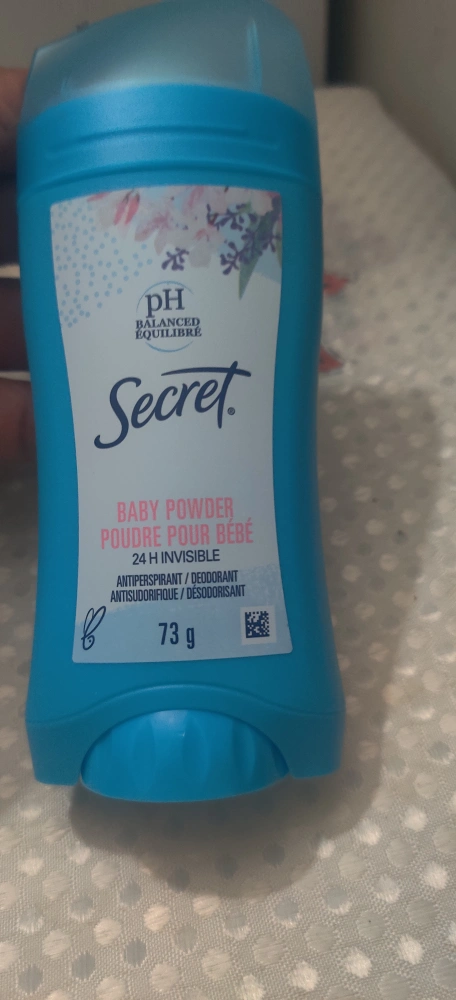 pH
BALANCED
ÉQUILIBRÉ
Secret®
BABY POWDER
POUDRE POUR BÉBÉ
24 H INVISIBLE
ANTIPERSPIRANT / DEODORANT
ANTISUDORIFIQUE / DÉSODORISANT
73 g